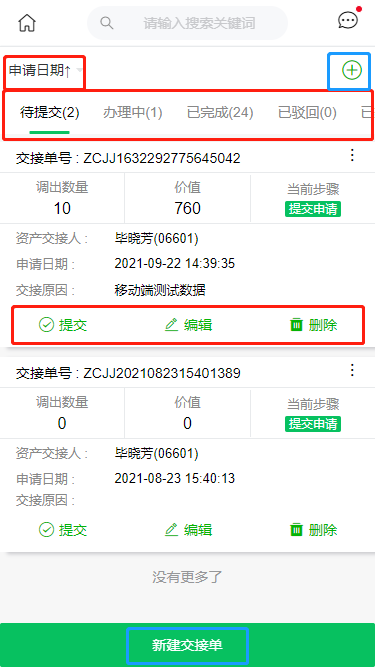 请输入搜索关键词
申请日期↑
待提交(2) 办理中(1) 已完成(24) 已驳回(0) 已
交接单号：ZCJJ1632292775645042
调出数量 价值 当前步骤
10 760 提交申请
资产交接人： 毕晓芳(06601)
申请日期： 2021-09-22 14:39:35
交接原因： 移动端测试数据
提交 编辑 删除
交接单号：ZCJJ2021082315401389
调出数量 价值 当前步骤
0 0 提交申请
资产交接人： 毕晓芳(06601)
申请日期： 2021-08-23 15:40:13
交接原因：
提交 编辑 删除
没有更多了
新建交接单